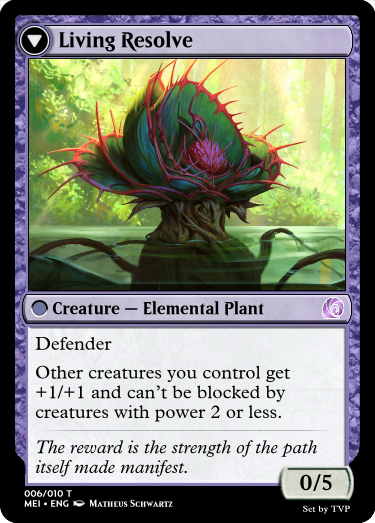 Living Resolve
Creature — Elemental Plant
Defender
Other creatures you control get
+1/+1 and can't be blocked by
creatures with power 2 or less.
The reward is the strength of the path
itself made manifest.
0/5
006/010 T
MEI • ENG Matheus Schwartz
Set by TVP